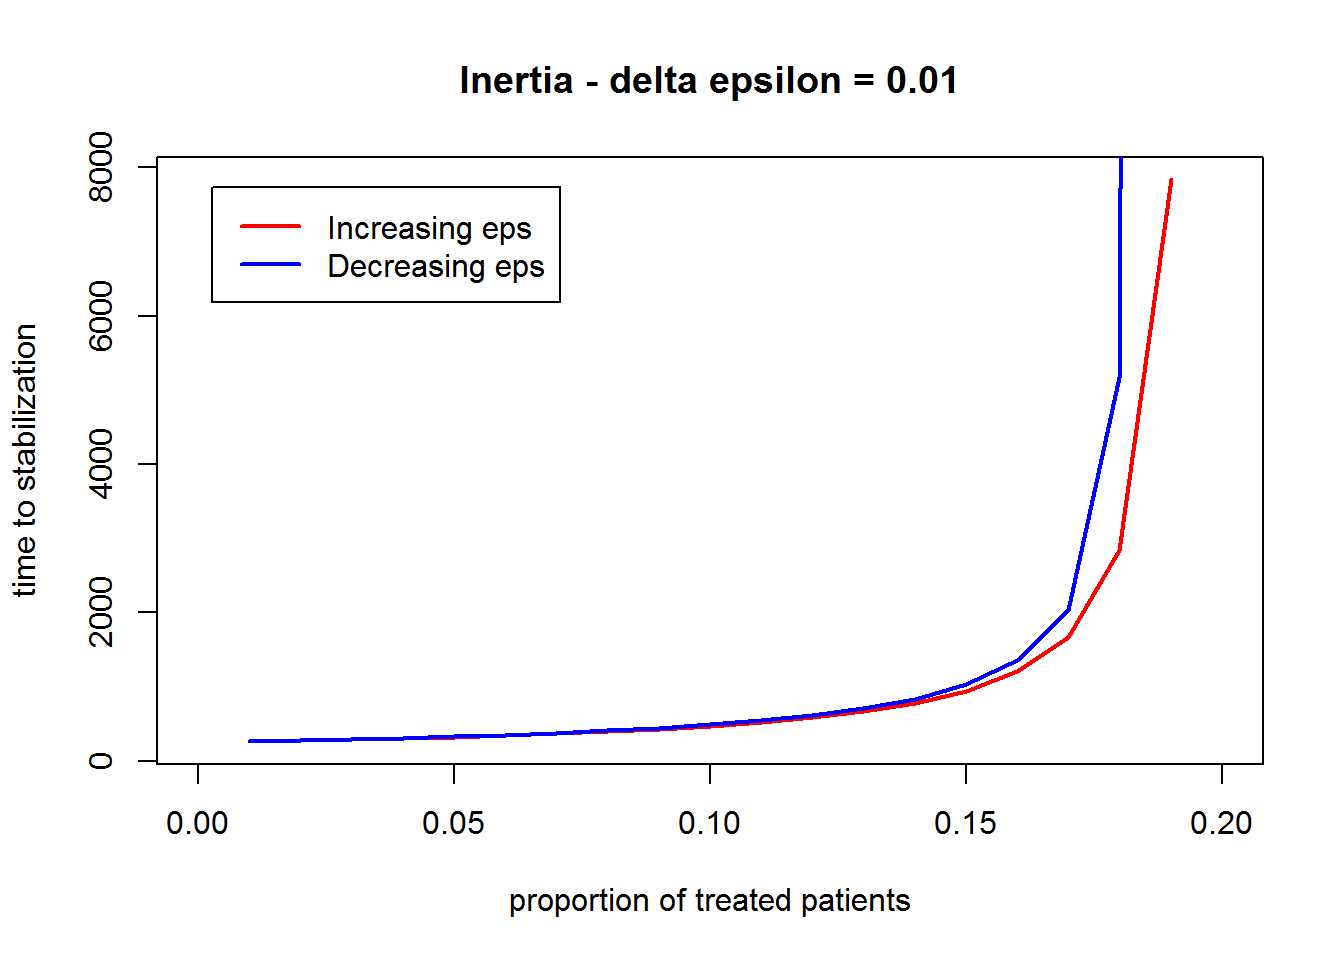 Inertia - delta epsilon = 0.01
8000
6000
4000
2000
0
time to stabilization
Increasing eps
Decreasing eps
0.00 0.05 0.10 0.15 0.20
proportion of treated patients